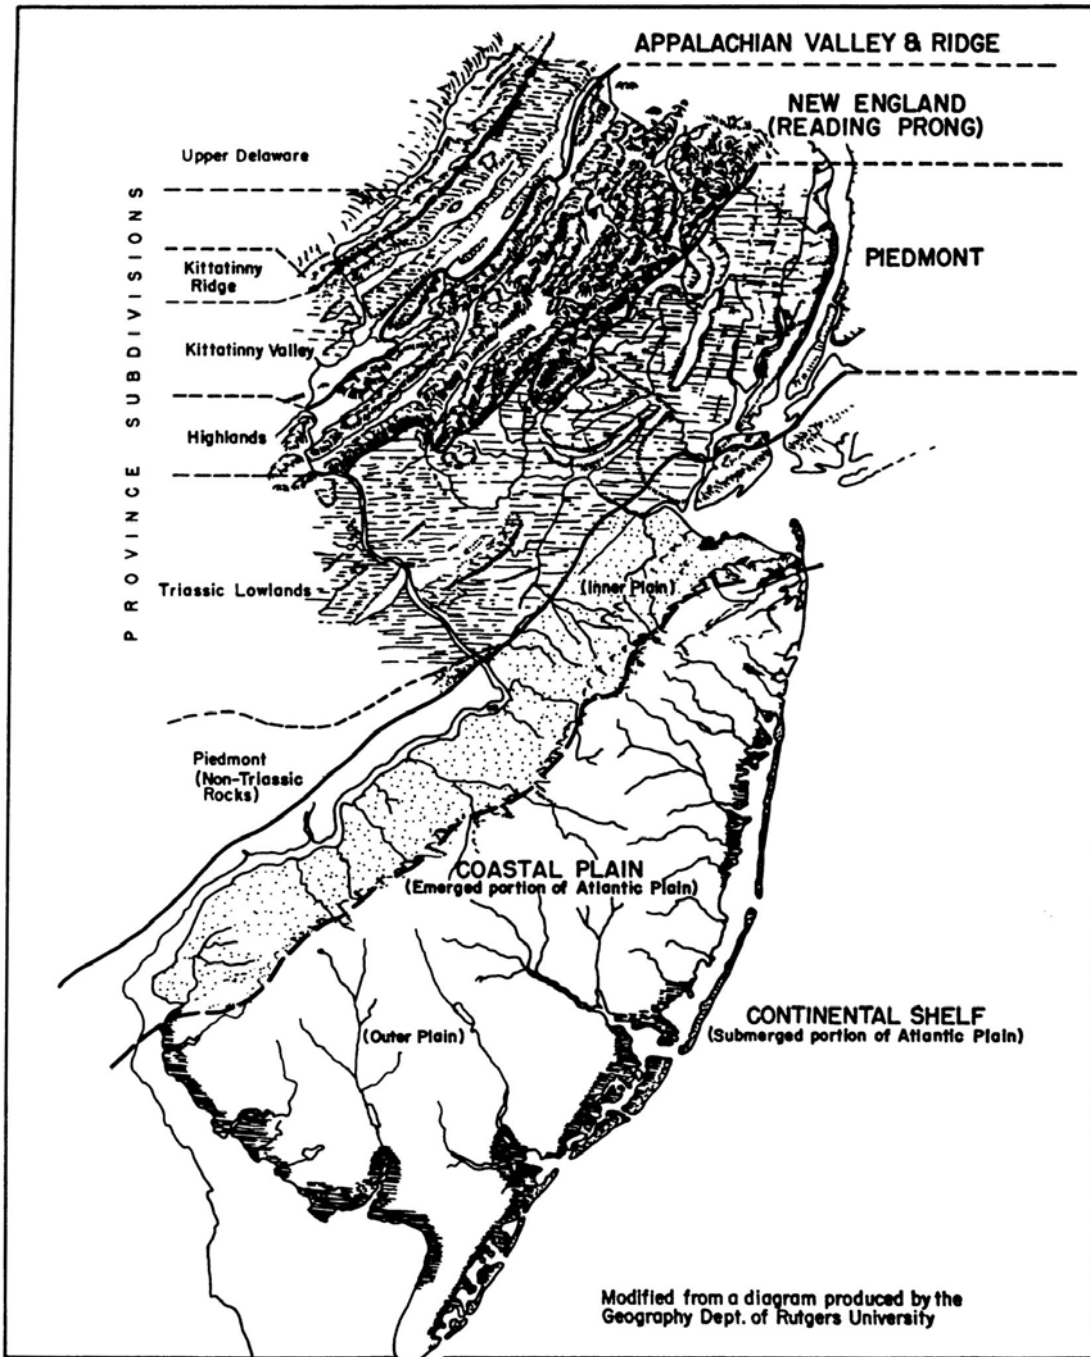 APPALACHIAN VALLEY & RIDGE
NEW ENGLAND
(READING PRONG)
Upper Delaware
PROVINCE SUBDIVISIONS
Kittatinny
Ridge
PIEDMONT
Kittatinny Valley
Highlands
Triassic Lowlands
(Inner Plain)
Piedmont
(Non-Triassic
Rocks)
COASTAL PLAIN
(Emerged portion of Atlantic Plain)
CONTINENTAL SHELF
(Submerged portion of Atlantic Plain)
(Outer Plain)
Modified from a diagram produced by the
Geography Dept. of Rutgers University